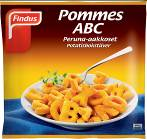 Findus
Pommes
ABC
Peruna-aakkoset
Potatisbokstäver